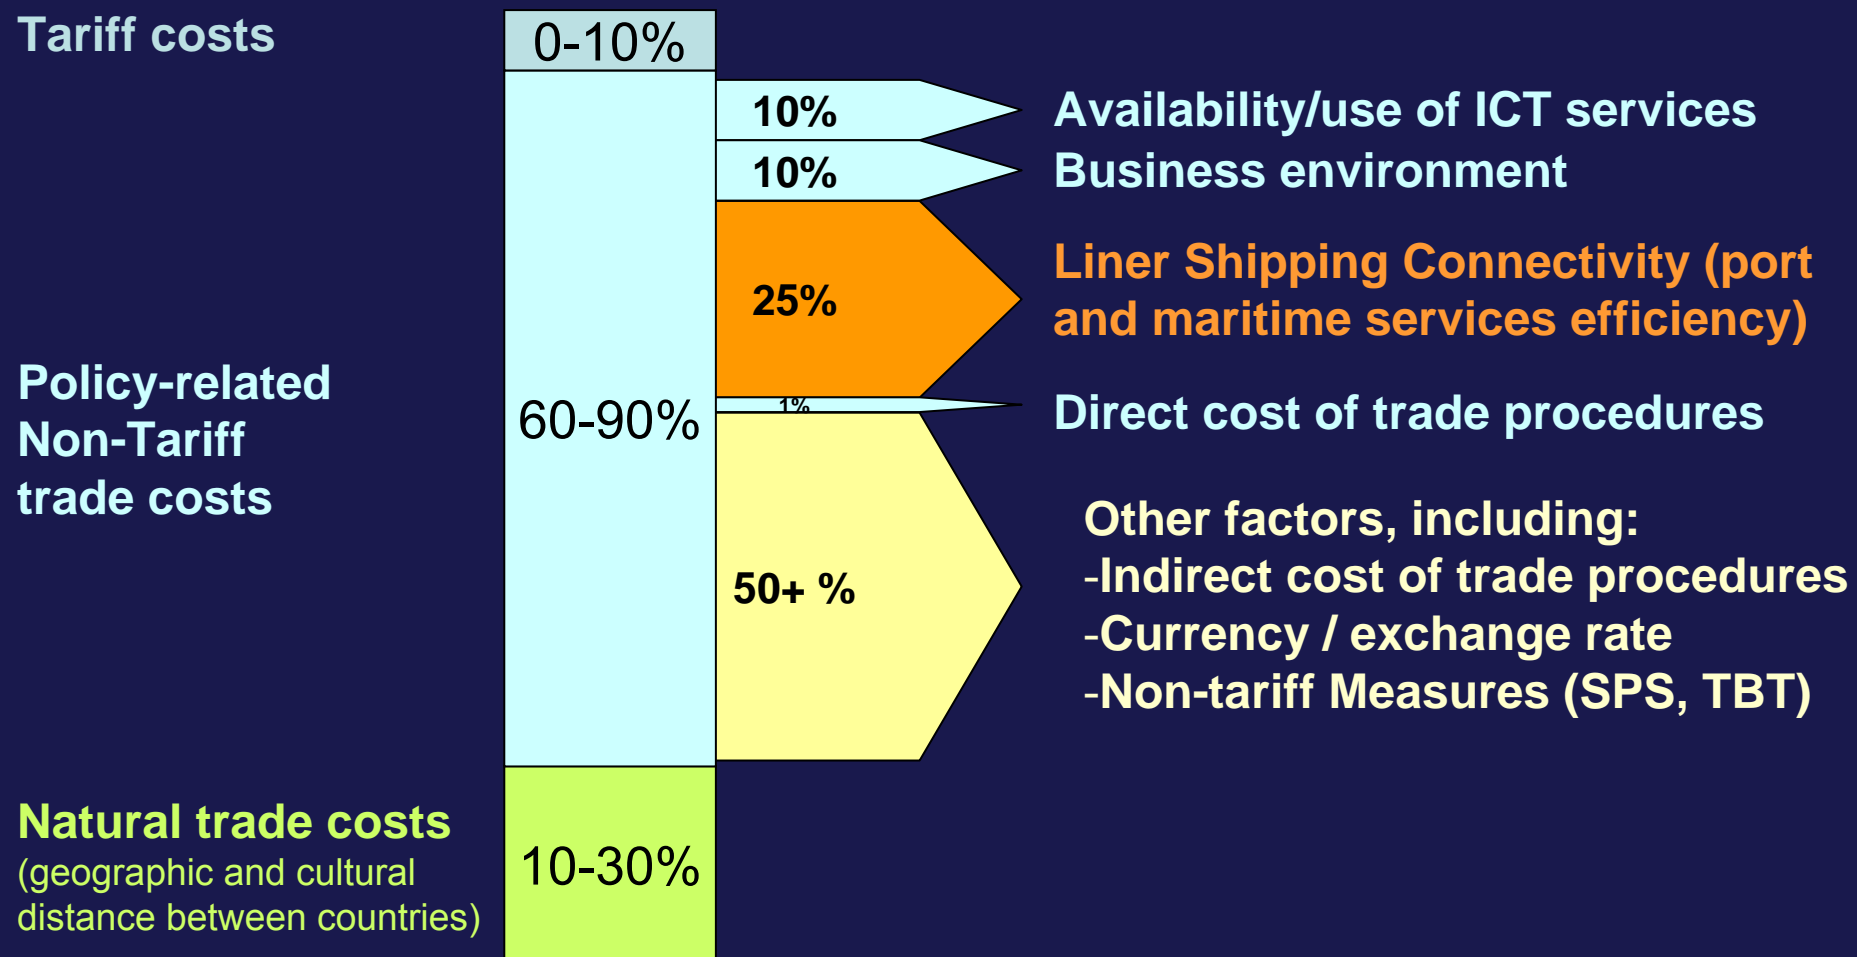 Tariff costs
0-10%
10%
Availability/use of ICT services
10%
Business environment
25%
Liner Shipping Connectivity (port
and maritime services efficiency)
Policy-related
Non-Tariff
trade costs
60-90%
1%
Direct cost of trade procedures
50+ %
Other factors, including:
-Indirect cost of trade procedures
-Currency / exchange rate
-Non-tariff Measures (SPS, TBT)
Natural trade costs
(geographic and cultural
distance between countries)
10-30%